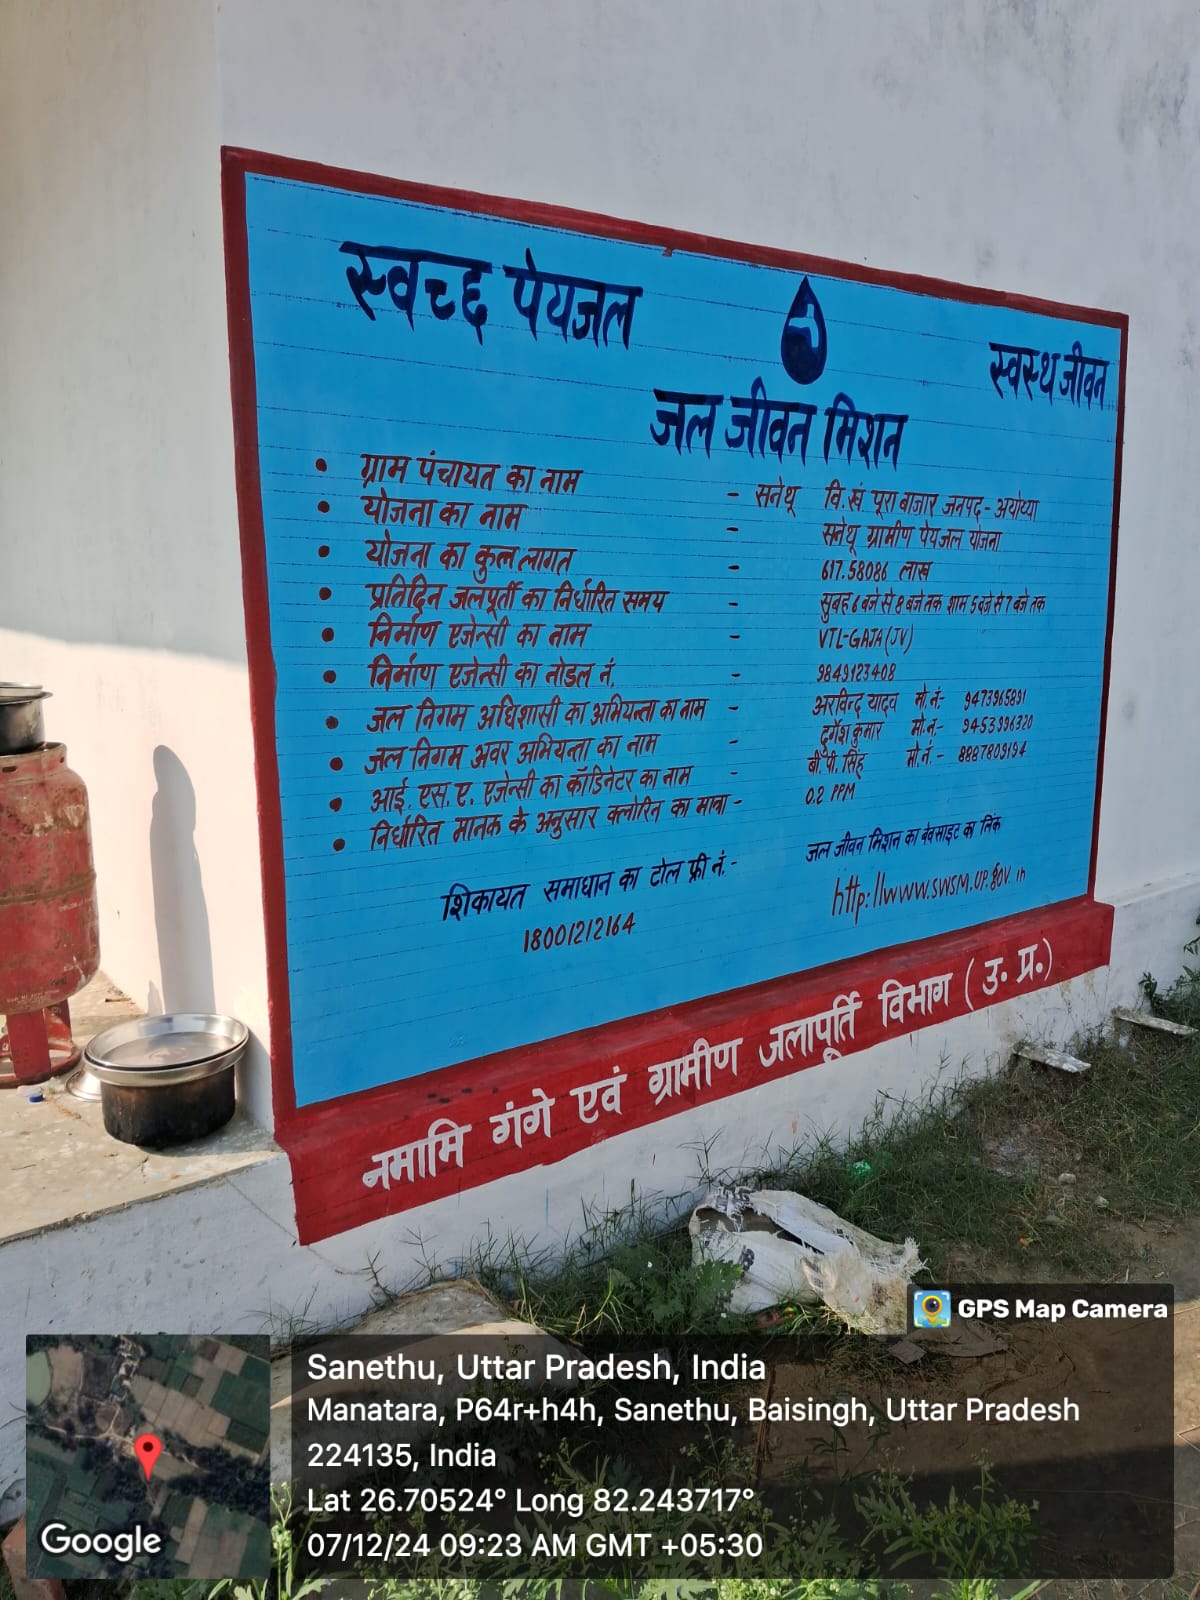 स्वच्छ पेयजल
स्वस्थ जीवन
जल जीवन मिशन
• ग्राम पंचायत का नाम - सनेथू वि.खं पूरा बाजार जनपद - अयोध्या
• योजना का नाम - सनेथू ग्रामीण पेयजल योजना
• योजना का कुल लागत - 617.58086 लाख
• प्रतिदिन जलपूर्ती का निर्धारित समय - सुबह 6 बजे से 8 बजे तक शाम 5 बजे से 7 बजे तक
• निर्माण एजेन्सी का नाम - VTL-GAJA (JV)
• निर्माण एजेन्सी का नोडल नं. - 9849123408
• जल निगम अधिशासी का अभियन्ता का नाम - अरविन्द यादव मो.नं:- 9473965891
• जल निगम अवर अभियन्ता का नाम - दुर्गेश कुमार मो.नं.- 9453996320
• आई. एस. ए. एजेन्सी का कॉडिनेटर का नाम - बी. पी. सिंह मो.नं.- 8887809194
• निर्धारित मानक के अनुसार क्लोरिन का मात्रा - 0.2 PPM
शिकायत समाधान का टोल फ्री नं.-
18001212164
जल जीवन मिशन का वेबसाइट का लिंक
http://www.swsm.up.gov.in
नमामि गंगे एवं ग्रामीण जलापूर्ति विभाग (उ. प्र.)
GPS Map Camera
Sanethu, Uttar Pradesh, India
Manatara, P64r+h4h, Sanethu, Baisingh, Uttar Pradesh
224135, India
Lat 26.70524° Long 82.243717°
07/12/24 09:23 AM GMT +05:30
Google